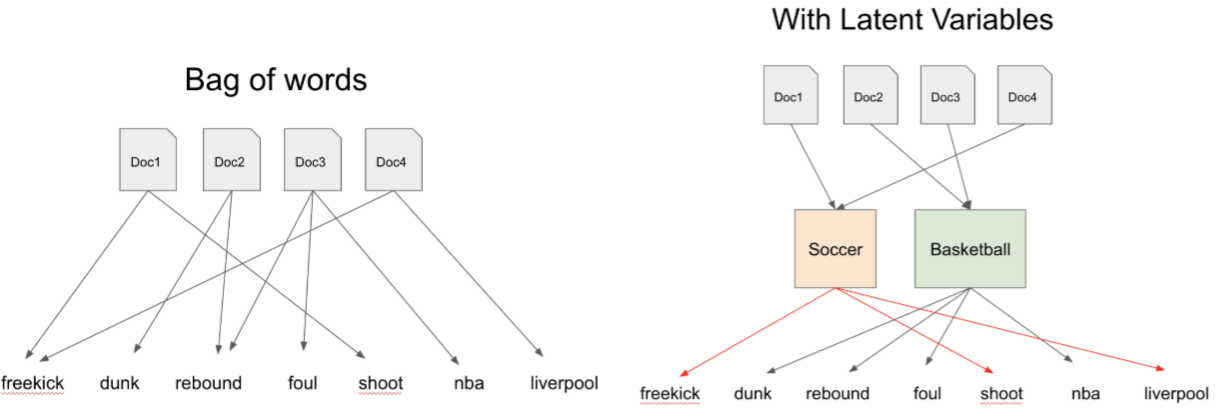 Bag of words
Doc1 Doc2 Doc3 Doc4
freekick dunk rebound foul shoot nba liverpool
With Latent Variables
Doc1 Doc2 Doc3 Doc4
Soccer Basketball
freekick dunk rebound foul shoot nba liverpool